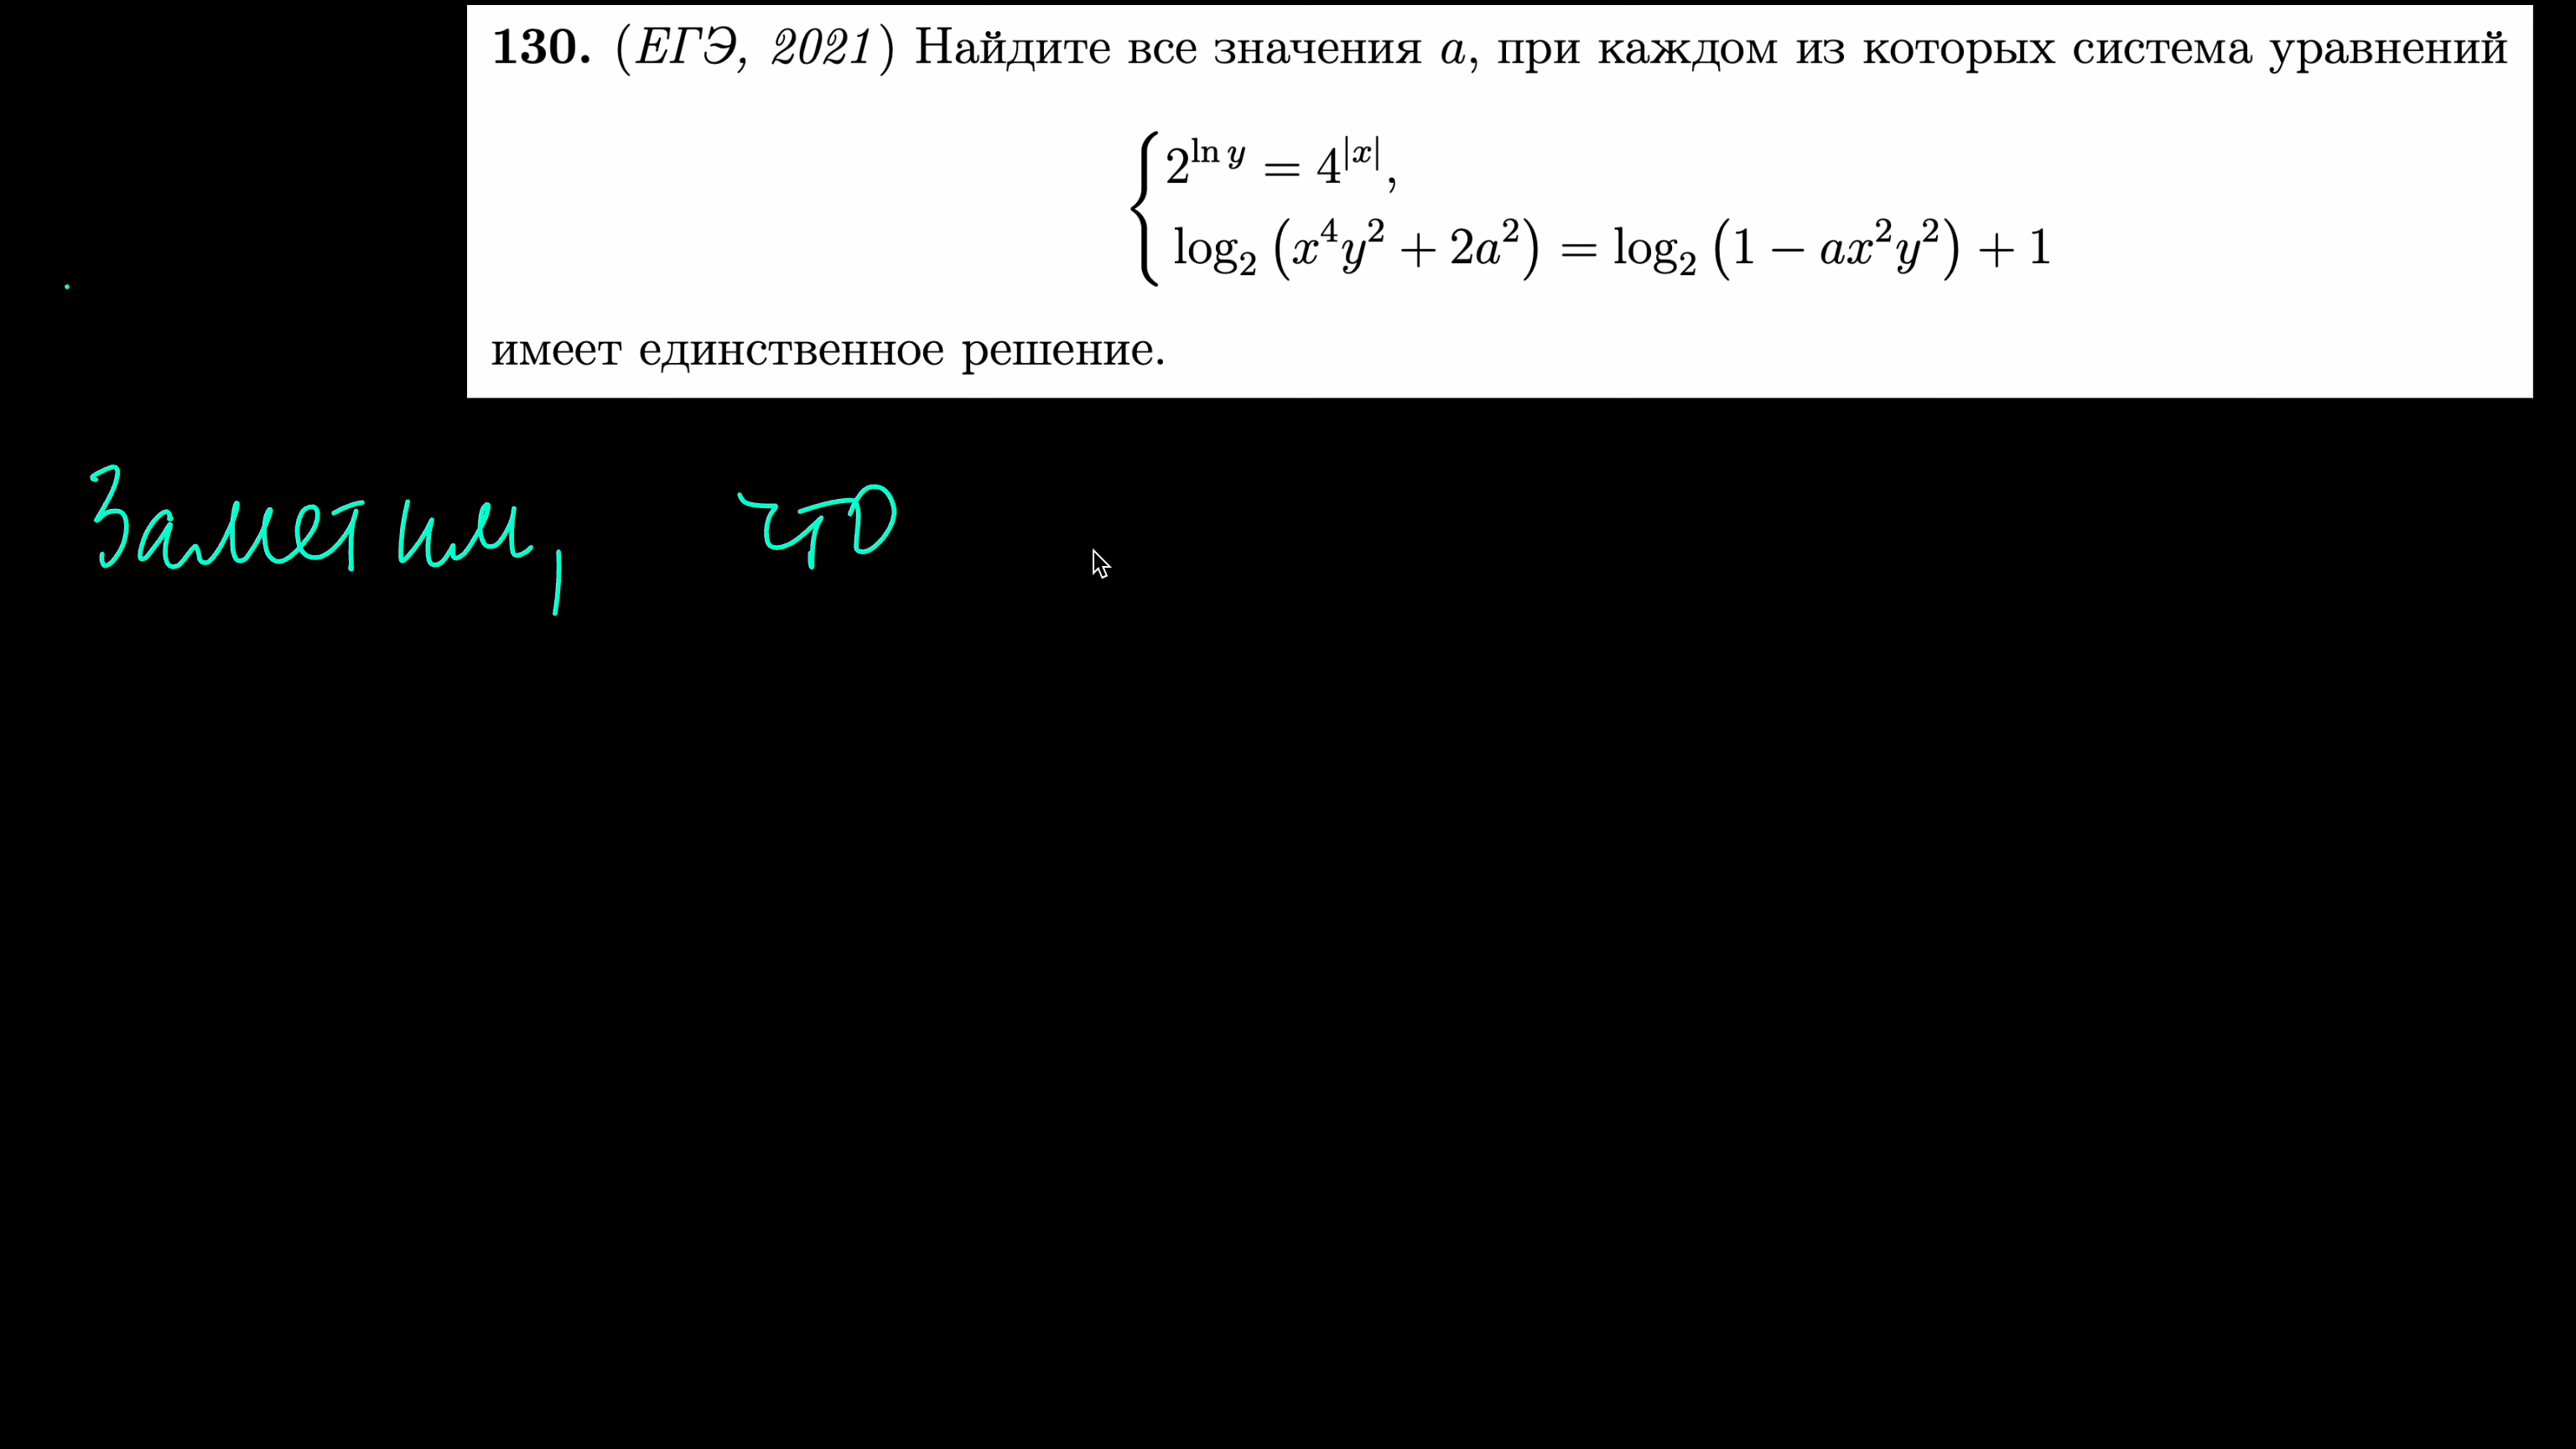 130. (ЕГЭ, 2021) Найдите все значения a, при каждом из которых система уравнений
2^{ln y} = 4^{|x|},
log₂ (x⁴y² + 2a²) = log₂ (1 − ax²y²) + 1
имеет единственное решение.
Заметим, что